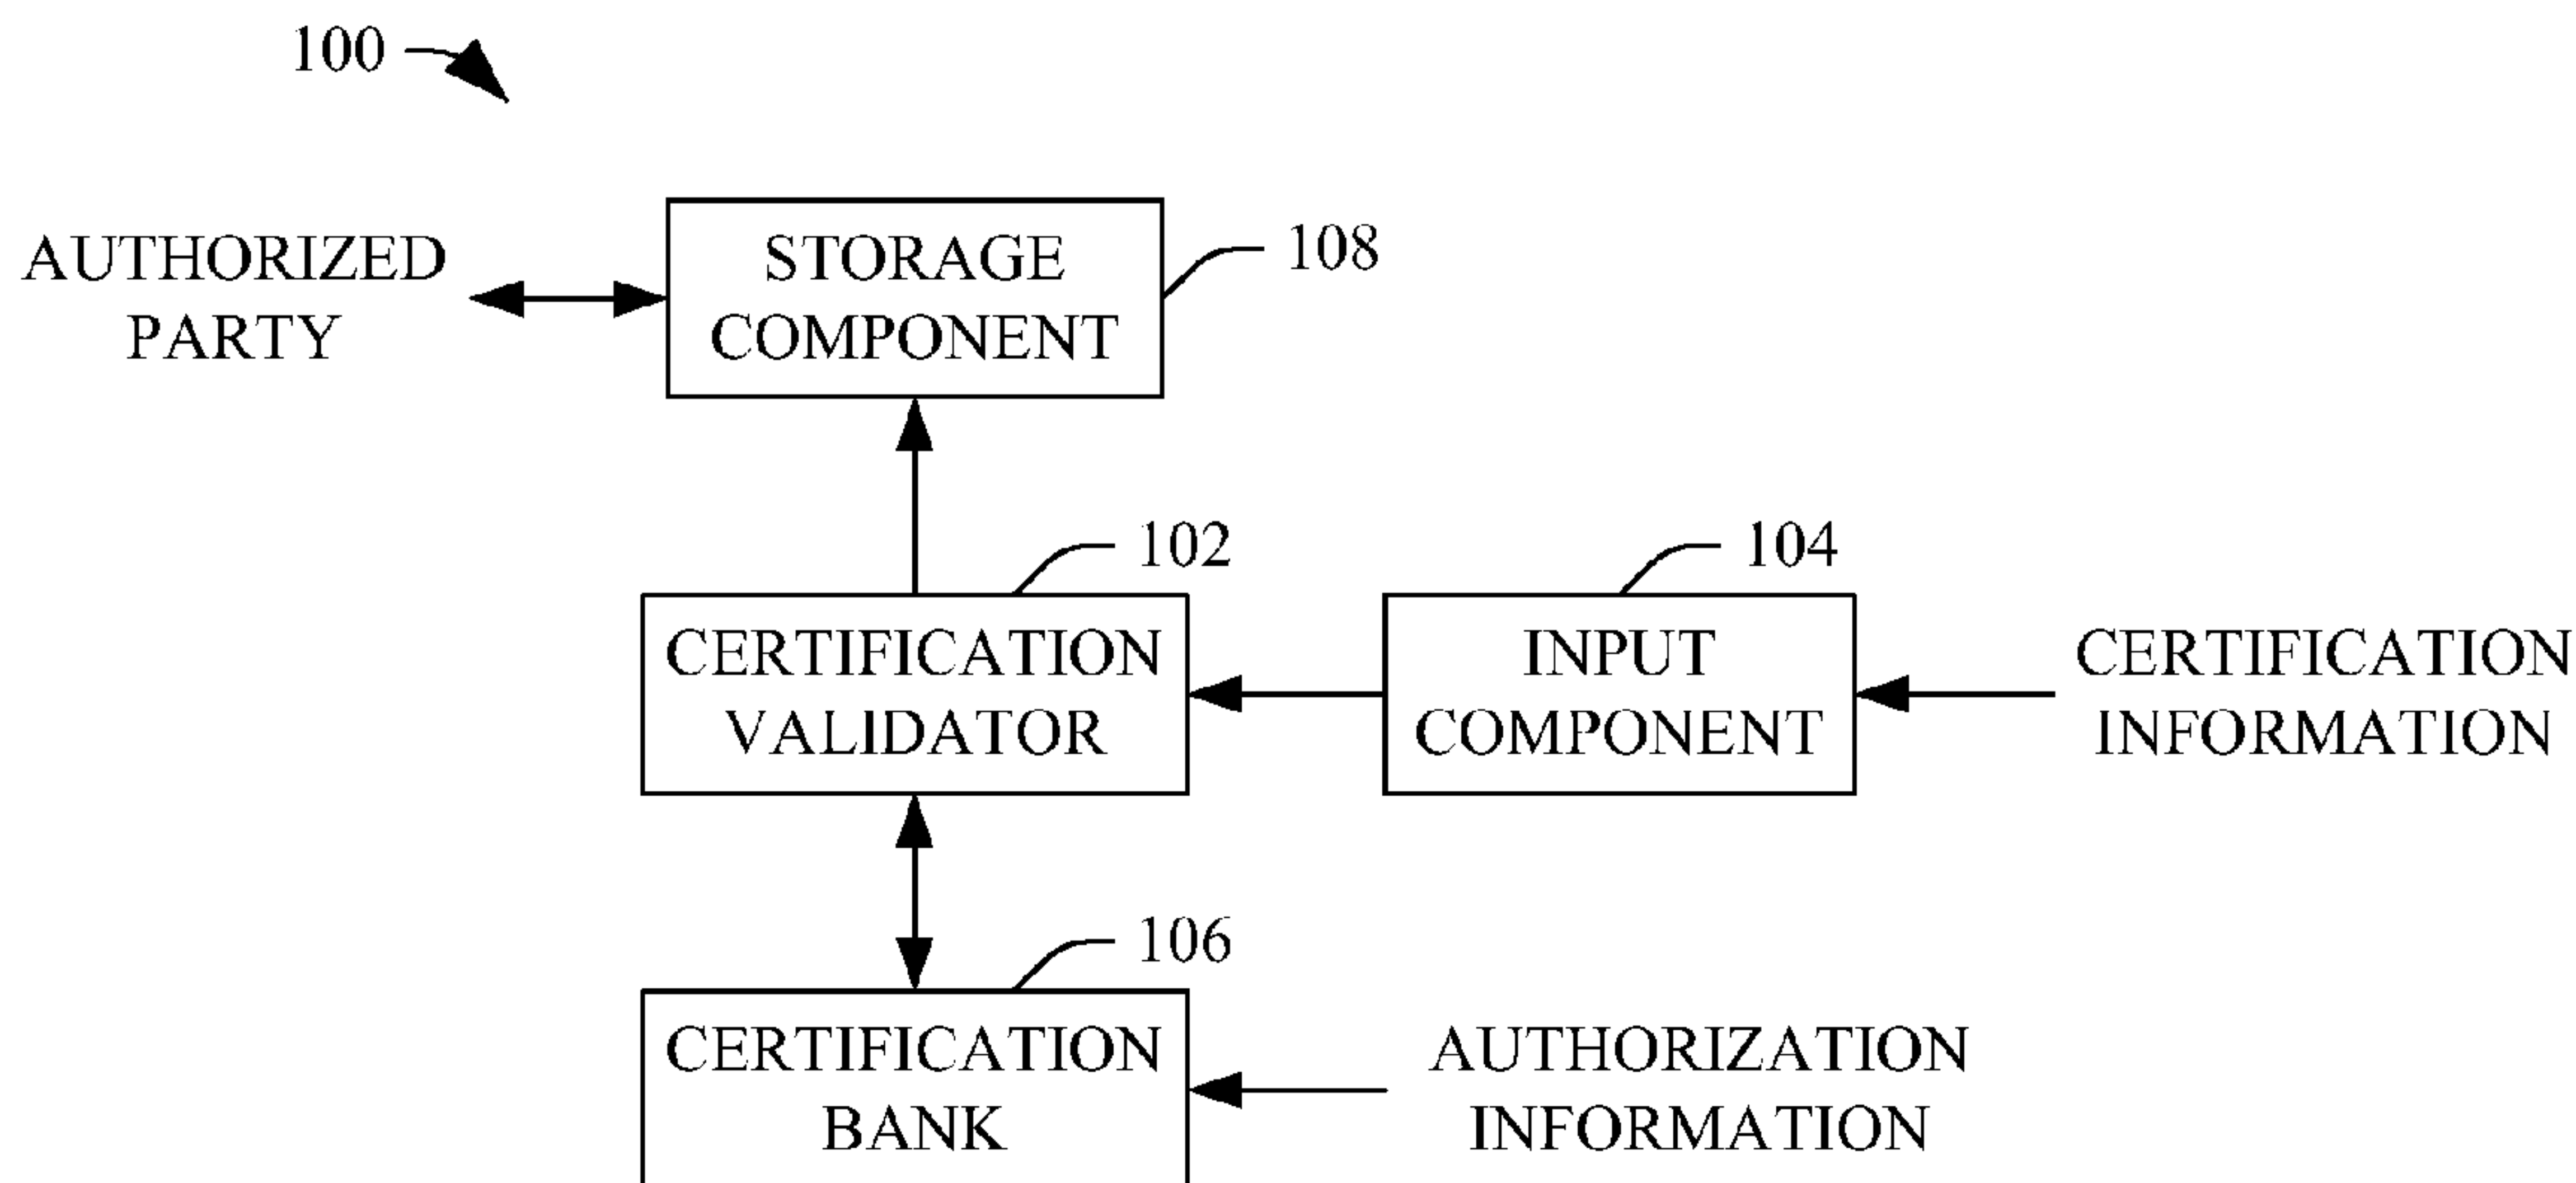 100
AUTHORIZED
PARTY
STORAGE
COMPONENT
108
102
104
CERTIFICATION
VALIDATOR
INPUT
COMPONENT
CERTIFICATION
INFORMATION
106
CERTIFICATION
BANK
AUTHORIZATION
INFORMATION